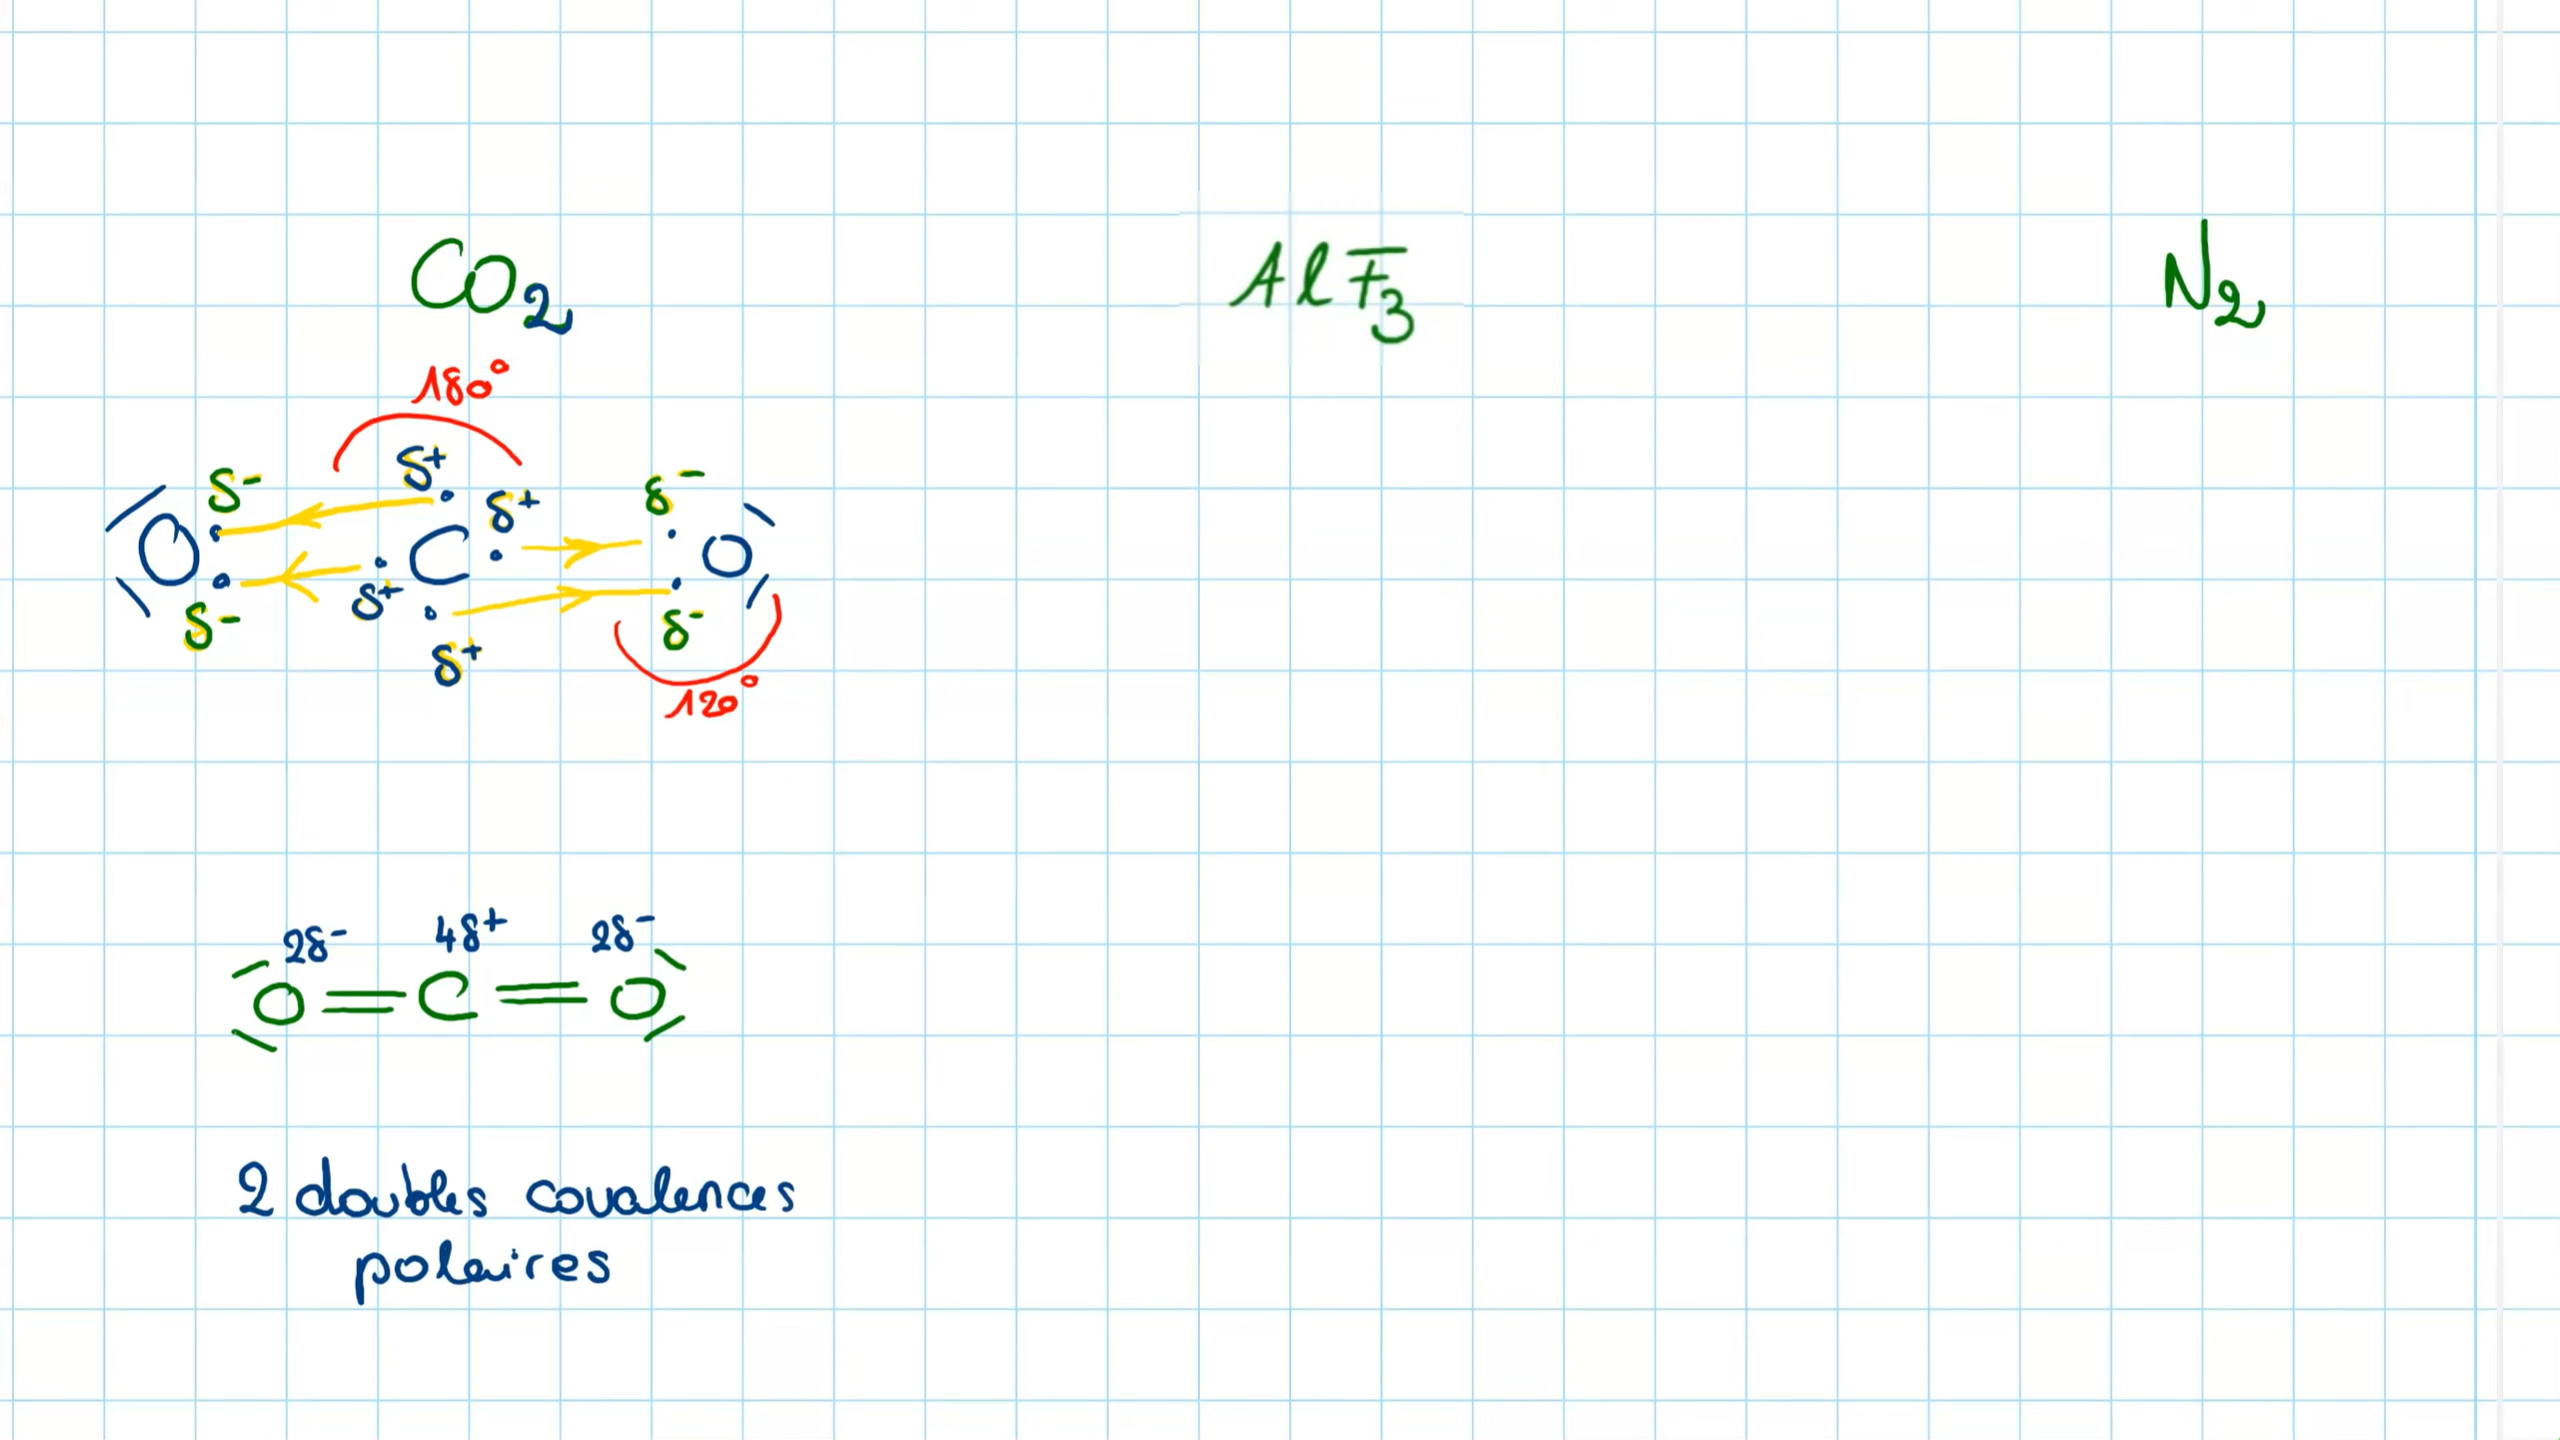 CO2
AlF3
N2
180°
δ+
δ- δ+ δ-
O C O
δ- δ+ δ-
δ+
120°
2δ- 4δ+ 2δ-
O=C=O
2 doubles covalences
polaires